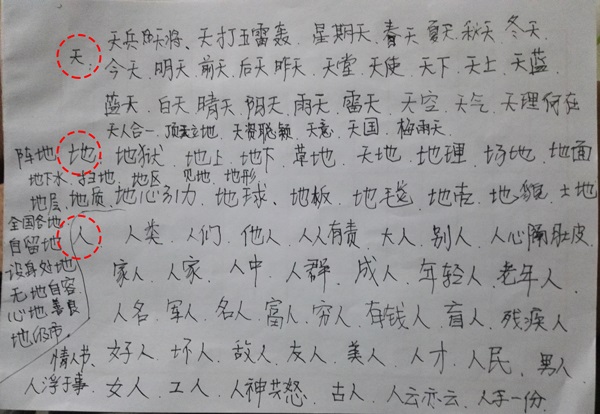 天兵天将、天打五雷轰、星期天、春天、夏天、秋天、冬天
天: 今天、明天、前天、后天、昨天、天堂、天使、天下、天上、天蓝
蓝天、白天、晴天、阴天、雨天、雷天、天空、天气、天理何在
天人合一、顶天立地、天资聪颖、天意、天国、梅雨天
阵地 地、地狱、地上、地下、草地、天地、地理、场地、地面
地下水、扫地、地区、见地、地形
地层、地质、地心引力、地球、地板、地毯、地壳、地貌、土地
全国各地
自留地
设身处地
无地自容
心地善良
地级市
人 人类、人们、他人、人人有责、大人、别人、人心隔肚皮
家人、人家、人中、人群、成人、年轻人、老年人
人名、军人、名人、富人、穷人、有钱人、盲人、残疾人
情人节、好人、坏人、敌人、友人、美人、人才、人民、男人
人浮于事 女人、工人、人神共怒、古人、人云亦云、人手一份